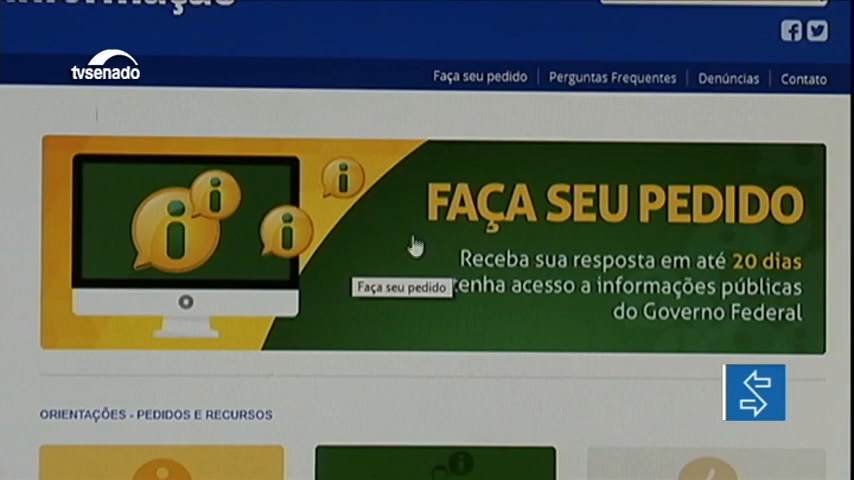 tvsenado
Faça seu pedido
Perguntas Frequentes
Denúncias
Contato
FAÇA SEU PEDIDO
Receba sua resposta em até 20 dias
tenha acesso a informações públicas
do Governo Federal
Faça seu pedido
ORIENTAÇÕES - PEDIDOS E RECURSOS